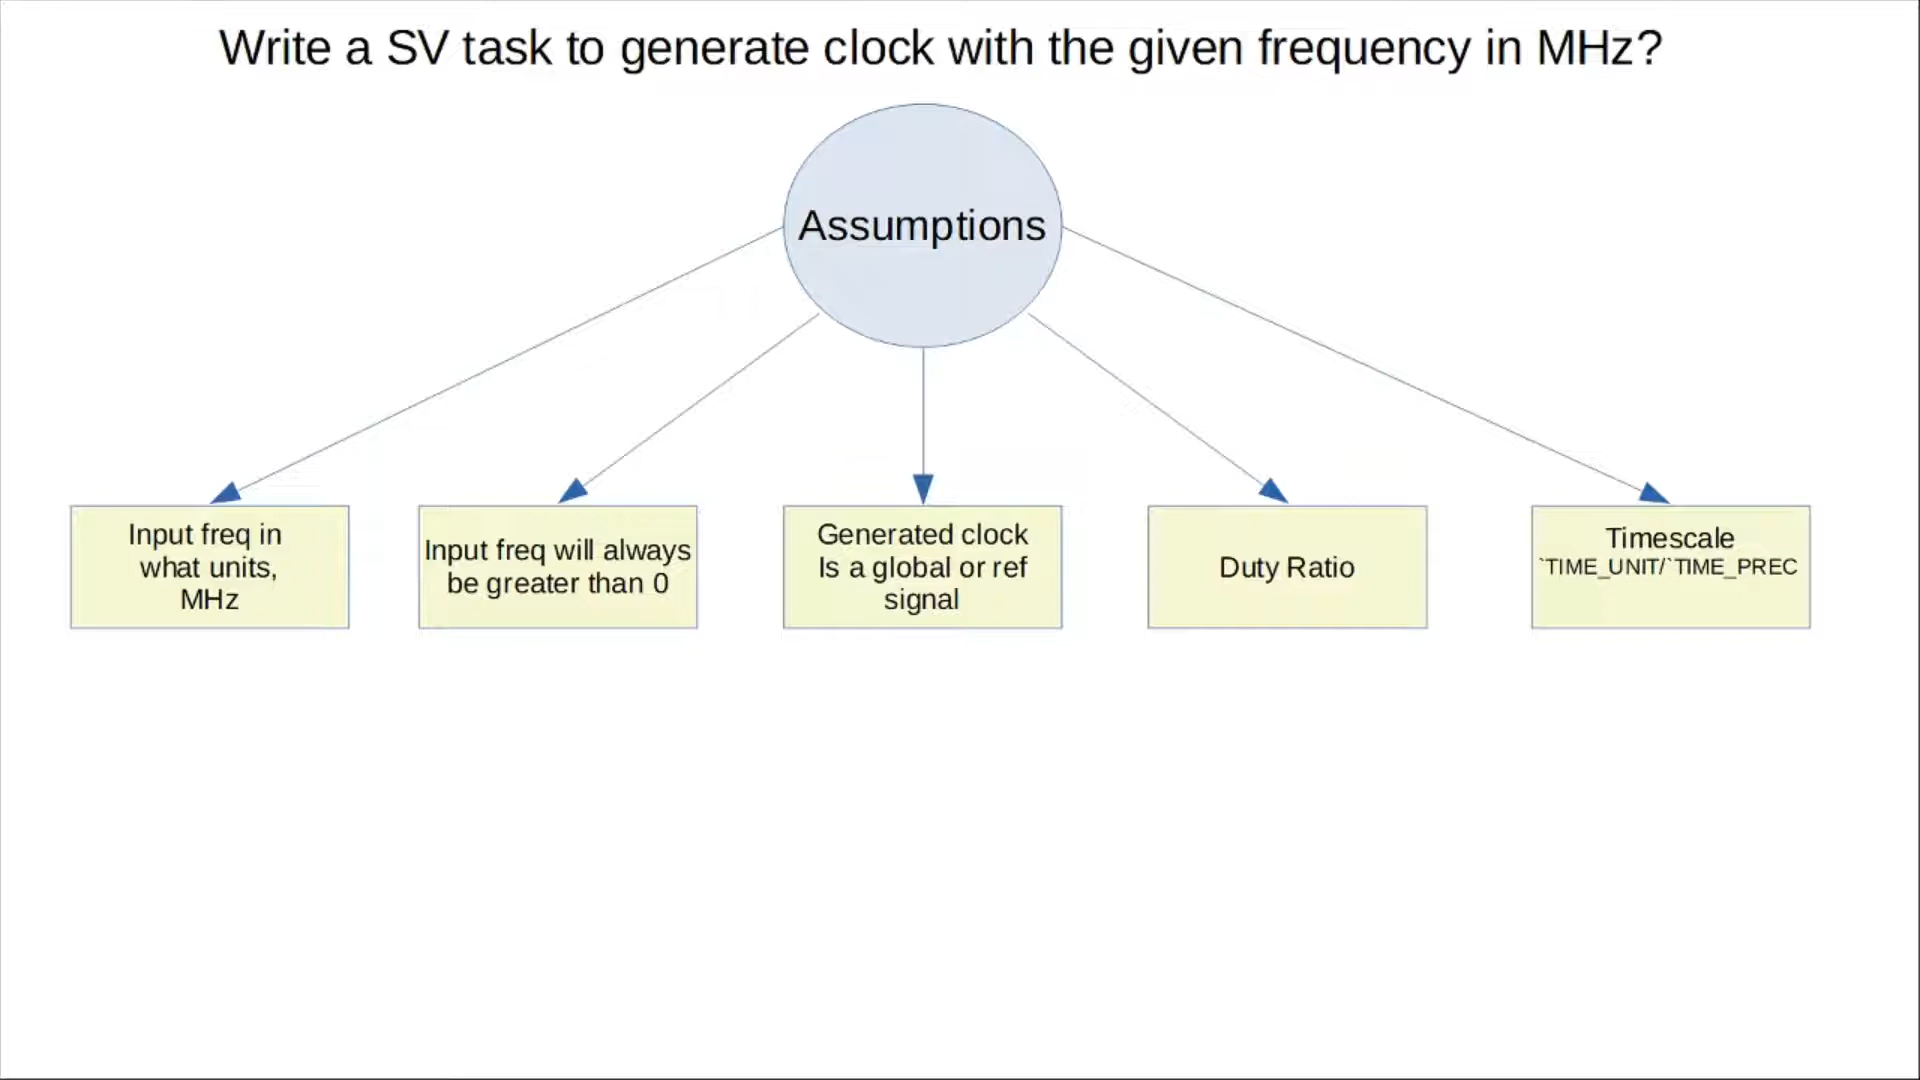 Write a SV task to generate clock with the given frequency in MHz?
Assumptions
Input freq in
what units,
MHz
Input freq will always
be greater than 0
Generated clock
Is a global or ref
signal
Duty Ratio
Timescale
`TIME_UNIT/`TIME_PREC